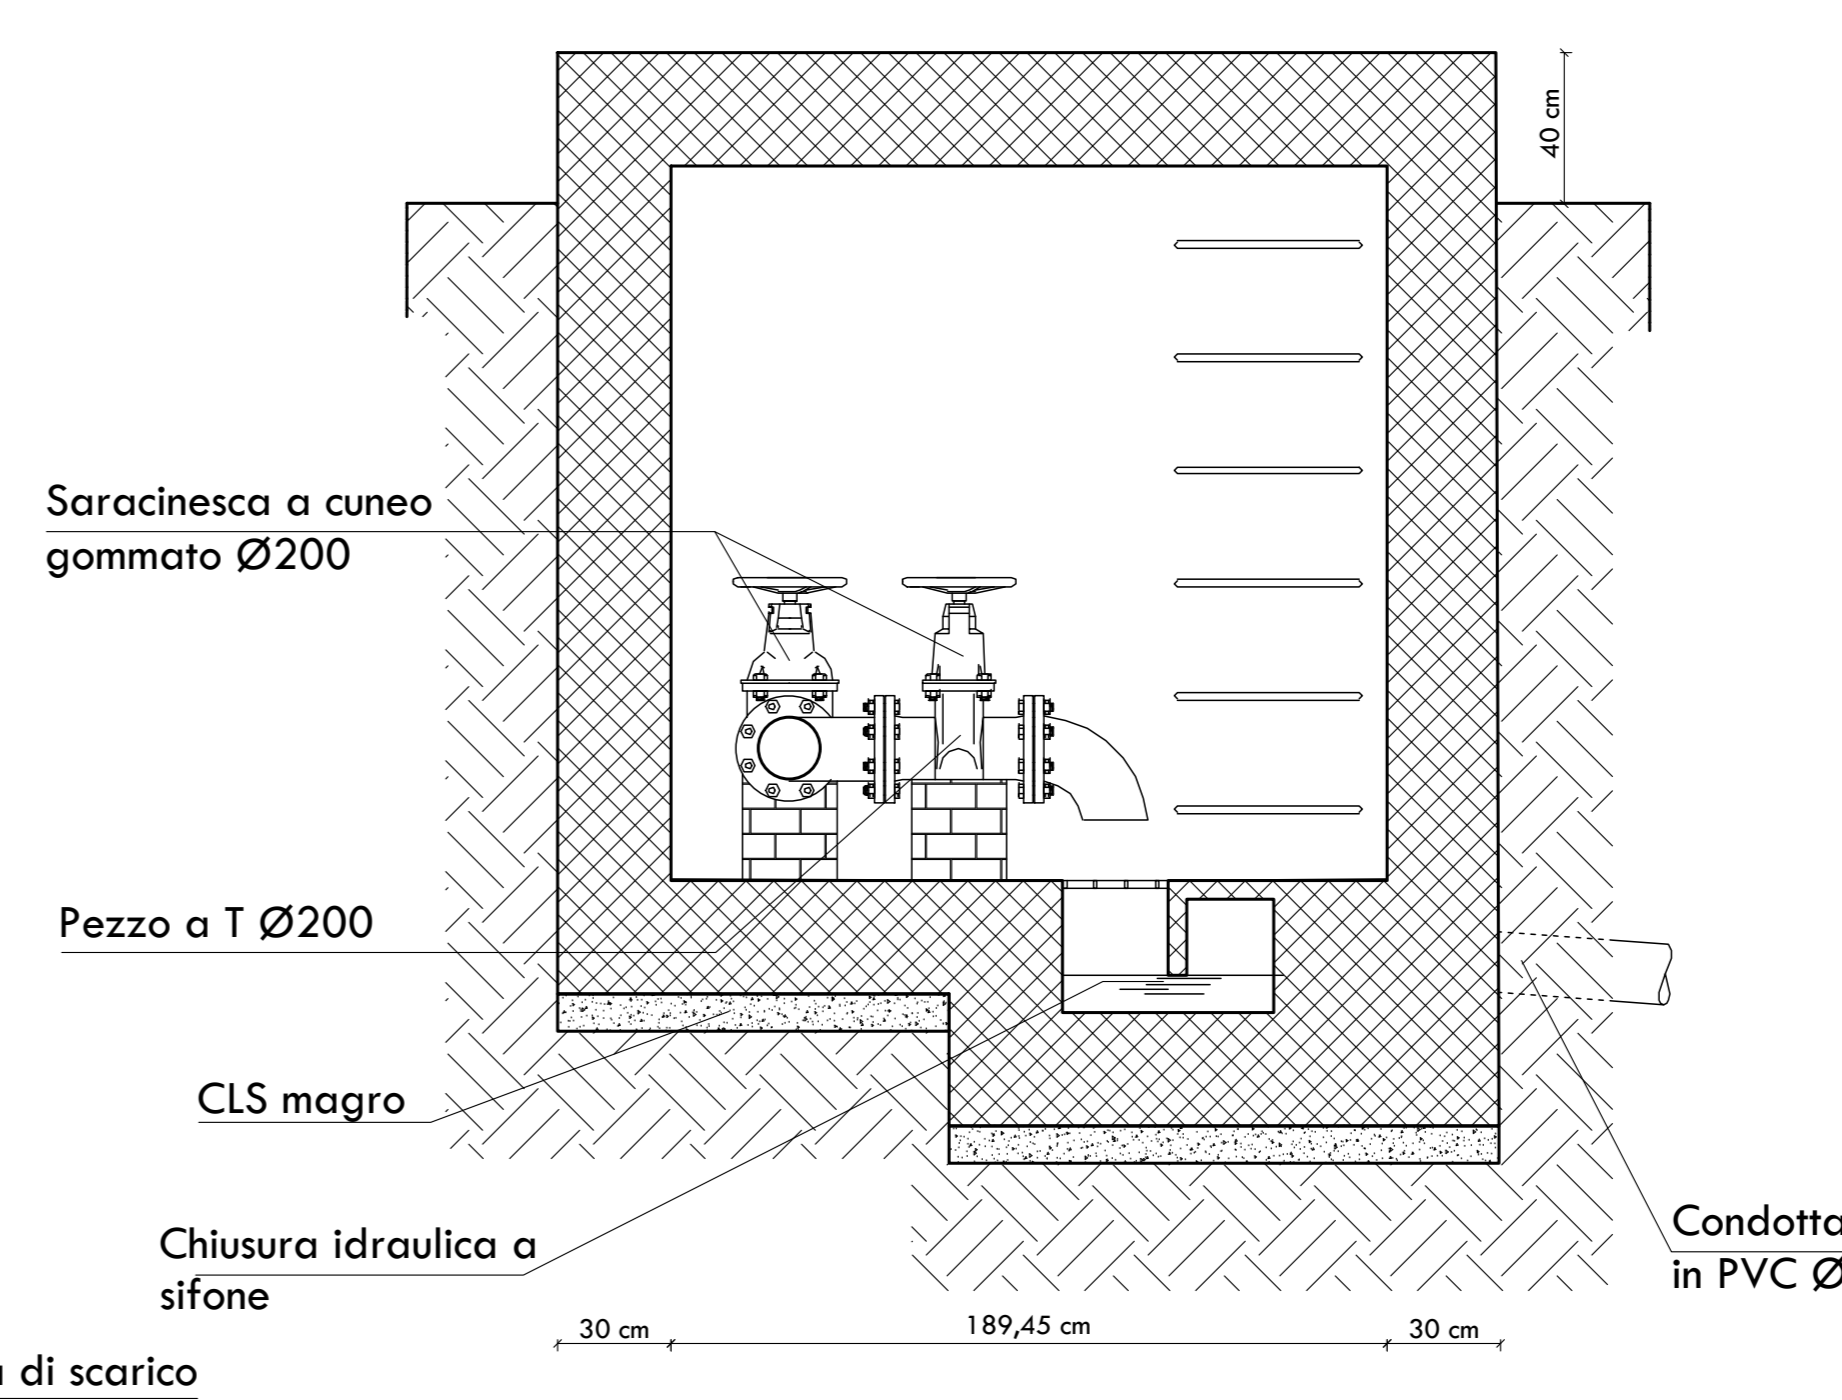 40 cm
Saracinesca a cuneo
gommato Ø200
Pezzo a T Ø200
CLS magro
Chiusura idraulica a
sifone
Condotta
in PVC Ø
30 cm
189,45 cm
30 cm
di scarico